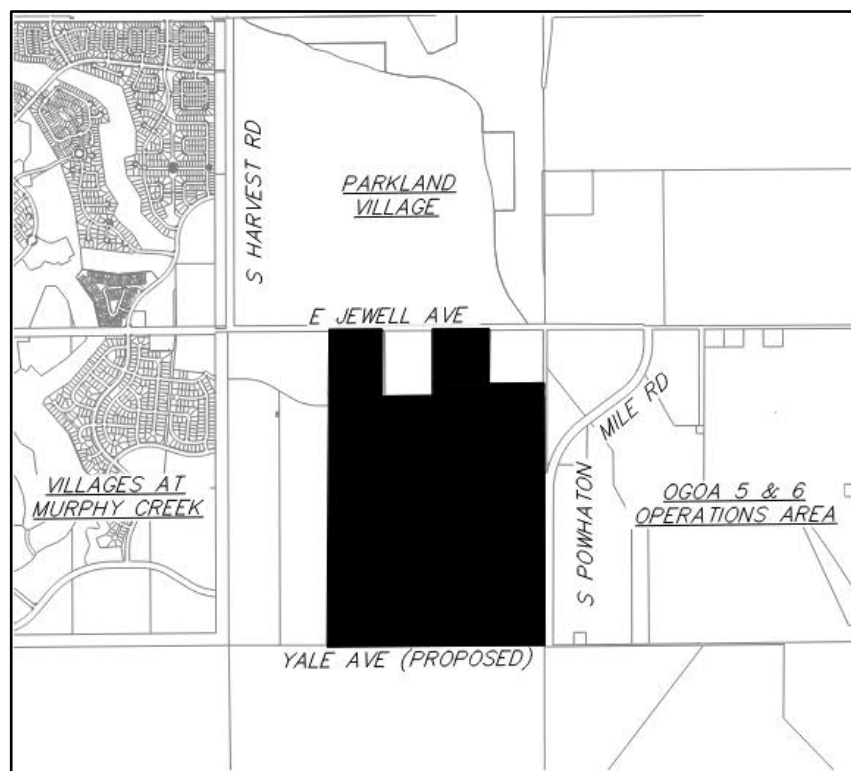 S HARVEST RD
PARKLAND
VILLAGE
E JEWELL AVE
S POWHATON
MILE RD
VILLAGES AT
MURPHY CREEK
OGOA 5 & 6
OPERATIONS AREA
YALE AVE (PROPOSED)